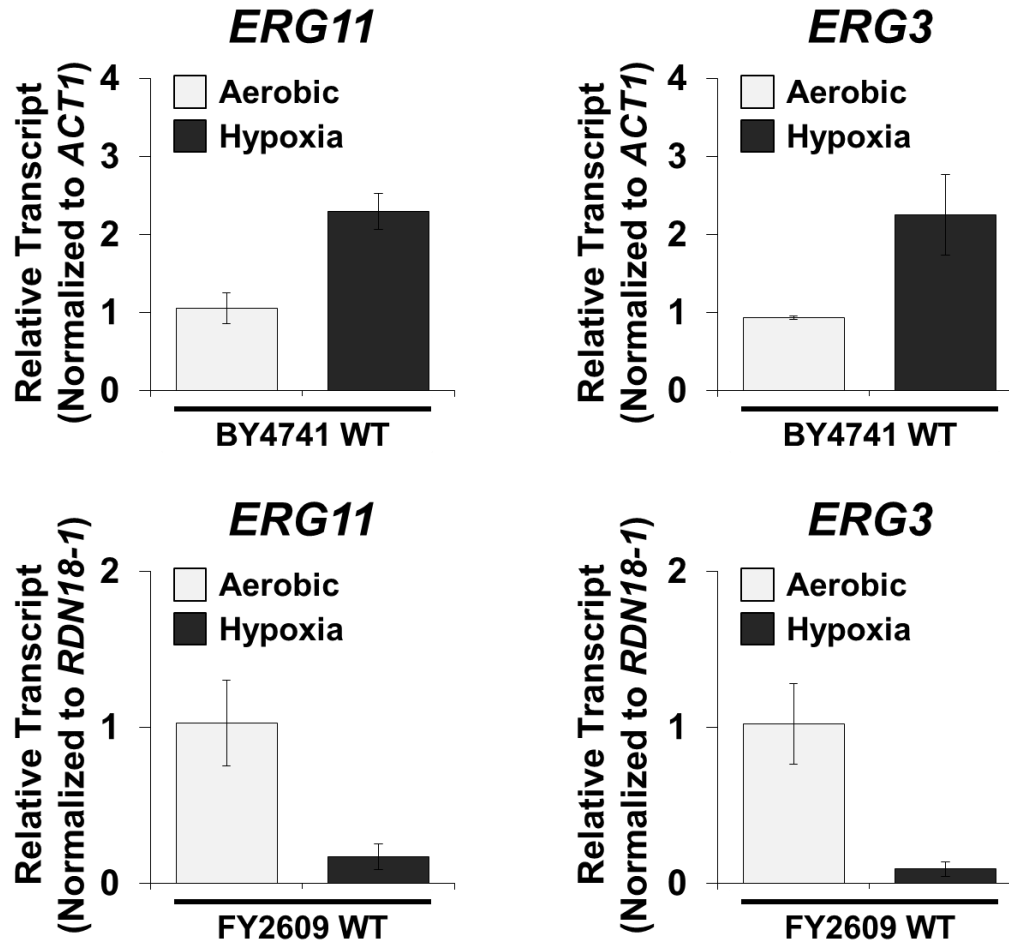 ERG11
Relative Transcript
(Normalized to ACT1)
4
3
2
1
0
Aerobic
Hypoxia
BY4741 WT
ERG3
Relative Transcript
(Normalized to ACT1)
4
3
2
1
0
Aerobic
Hypoxia
BY4741 WT
ERG11
Relative Transcript
(Normalized to RDN18-1)
2
1
0
Aerobic
Hypoxia
FY2609 WT
ERG3
Relative Transcript
(Normalized to RDN18-1)
2
1
0
Aerobic
Hypoxia
FY2609 WT